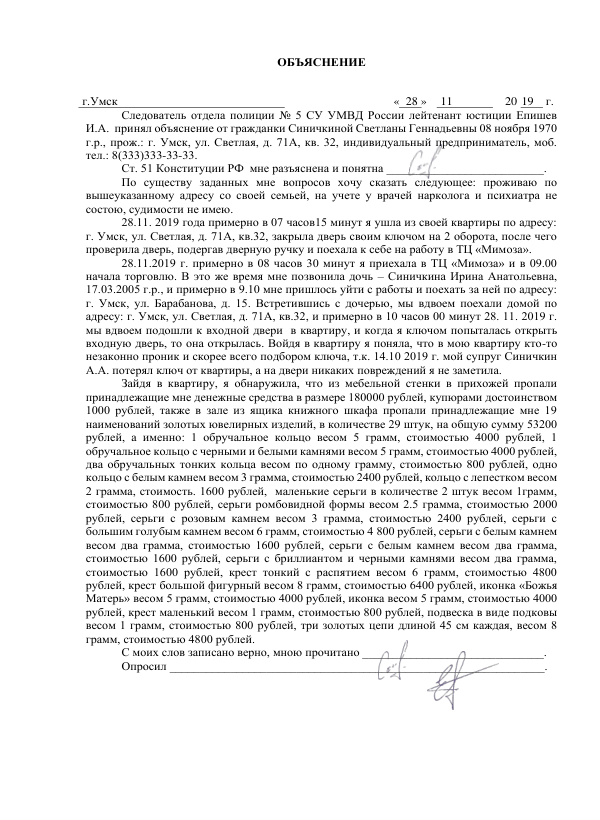 ОБЪЯСНЕНИЕ
г.Умск « 28 » 11 20 19 г.
Следователь отдела полиции № 5 СУ УМВД России лейтенант юстиции Епишев
И.А. принял объяснение от гражданки Синичкиной Светланы Геннадьевны 08 ноября 1970
г.р., прож.: г. Умск, ул. Светлая, д. 71А, кв. 32, индивидуальный предприниматель, моб.
тел.: 8(333)333-33-33.
Ст. 51 Конституции РФ мне разъяснена и понятна ___________________________.
По существу заданных мне вопросов хочу сказать следующее: проживаю по
вышеуказанному адресу со своей семьей, на учете у врачей нарколога и психиатра не
состою, судимости не имею.
28.11. 2019 года примерно в 07 часов15 минут я ушла из своей квартиры по адресу:
г. Умск, ул. Светлая, д. 71А, кв.32, закрыла дверь своим ключом на 2 оборота, после чего
проверила дверь, подергав дверную ручку и поехала к себе на работу в ТЦ «Мимоза».
28.11.2019 г. примерно в 08 часов 30 минут я приехала в ТЦ «Мимоза» и в 09.00
начала торговлю. В это же время мне позвонила дочь – Синичкина Ирина Анатольевна,
17.03.2005 г.р., и примерно в 9.10 мне пришлось уйти с работы и поехать за ней по адресу:
г. Умск, ул. Барабанова, д. 15. Встретившись с дочерью, мы вдвоем поехали домой по
адресу: г. Умск, ул. Светлая, д. 71А, кв.32, и примерно в 10 часов 00 минут 28. 11. 2019 г.
мы вдвоем подошли к входной двери в квартиру, и когда я ключом попыталась открыть
входную дверь, то она открылась. Войдя в квартиру я поняла, что в мою квартиру кто-то
незаконно проник и скорее всего подбором ключа, т.к. 14.10 2019 г. мой супруг Синичкин
А.А. потерял ключ от квартиры, а на двери никаких повреждений я не заметила.
Зайдя в квартиру, я обнаружила, что из мебельной стенки в прихожей пропали
принадлежащие мне денежные средства в размере 180000 рублей, купюрами достоинством
1000 рублей, также в зале из ящика книжного шкафа пропали принадлежащие мне 19
наименований золотых ювелирных изделий, в количестве 29 штук, на общую сумму 53200
рублей, а именно: 1 обручальное кольцо весом 5 грамм, стоимостью 4000 рублей, 1
обручальное кольцо с черными и белыми камнями весом 5 грамм, стоимостью 4000 рублей,
два обручальных тонких кольца весом по одному грамму, стоимостью 800 рублей, одно
кольцо с белым камнем весом 3 грамма, стоимостью 2400 рублей, кольцо с лепестком весом
2 грамма, стоимость. 1600 рублей, маленькие серьги в количестве 2 штук весом 1грамм,
стоимостью 800 рублей, серьги ромбовидной формы весом 2.5 грамма, стоимостью 2000
рублей, серьги с розовым камнем весом 3 грамма, стоимостью 2400 рублей, серьги с
большим голубым камнем весом 6 грамм, стоимостью 4 800 рублей, серьги с белым камнем
весом два грамма, стоимостью 1600 рублей, серьги с белым камнем весом два грамма,
стоимостью 1600 рублей, серьги с бриллиантом и черными камнями весом два грамма,
стоимостью 1600 рублей, крест тонкий с распятием весом 6 грамм, стоимостью 4800
рублей, крест большой фигурный весом 8 грамм, стоимостью 6400 рублей, иконка «Божья
Матерь» весом 5 грамм, стоимостью 4000 рублей, иконка весом 5 грамм, стоимостью 4000
рублей, крест маленький весом 1 грамм, стоимостью 800 рублей, подвеска в виде подковы
весом 1 грамм, стоимостью 800 рублей, три золотых цепи длиной 45 см каждая, весом 8
грамм, стоимостью 4800 рублей.
С моих слов записано верно, мною прочитано _______________________________.
Опросил ________________________________________________________________.